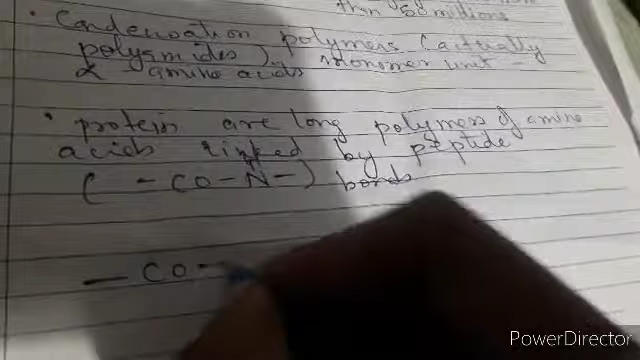 than 50 millions
• Condensation polymers (actually
polyamides) monomer unit -
α - amino acids
• protein are long polymers of amino
acids linked by peptide
( - CO - N - ) bonds
H
— CO -
PowerDirector